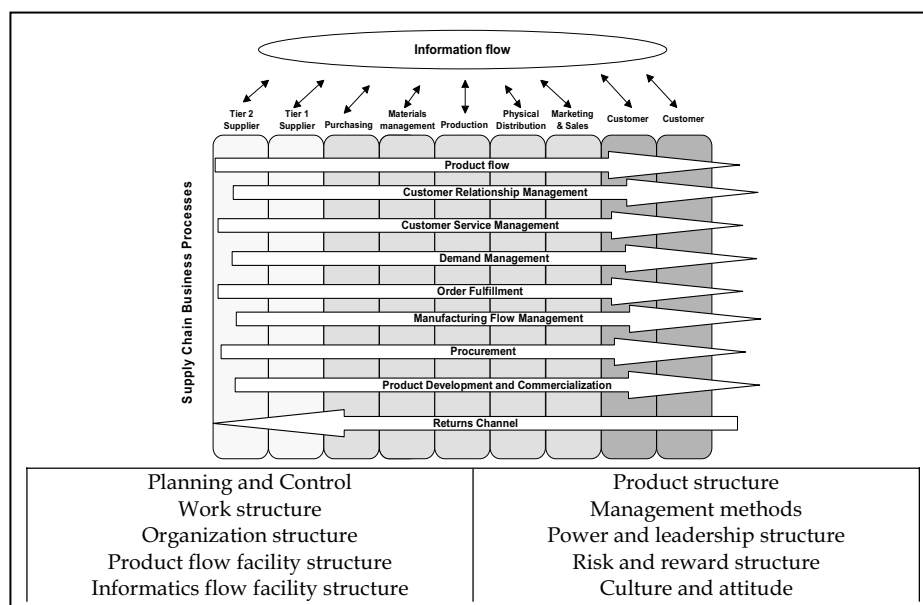 Information flow
Tier 2
Supplier
Tier 1
Supplier
Purchasing
Materials
management
Production
Physical
Distribution
Marketing
& Sales
Customer
Customer
Supply Chain Business Processes
Product flow
Customer Relationship Management
Customer Service Management
Demand Management
Order Fulfillment
Manufacturing Flow Management
Procurement
Product Development and Commercialization
Returns Channel
Planning and Control
Work structure
Organization structure
Product flow facility structure
Informatics flow facility structure
Product structure
Management methods
Power and leadership structure
Risk and reward structure
Culture and attitude